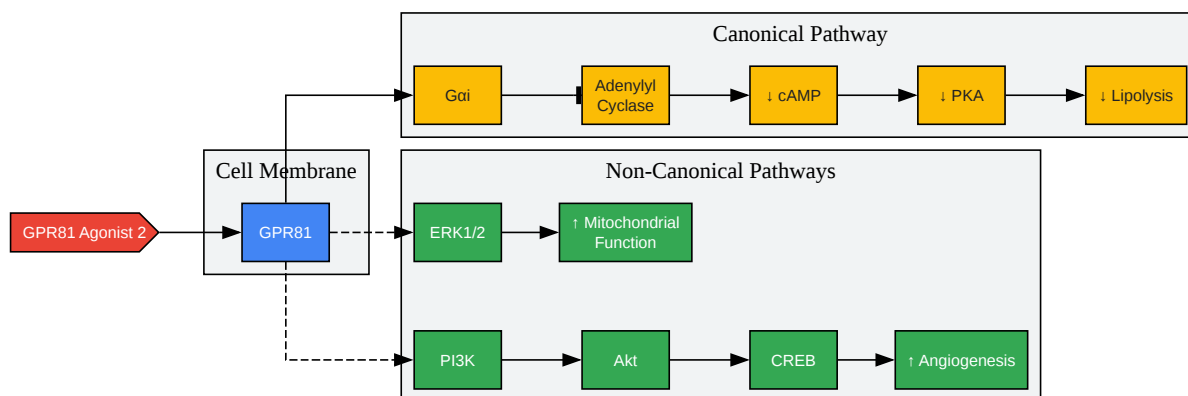 Canonical Pathway
Gαi
Adenylyl
Cyclase
↓ cAMP
↓ PKA
↓ Lipolysis
Cell Membrane
Non-Canonical Pathways
GPR81 Agonist 2
GPR81
ERK1/2
↑ Mitochondrial
Function
PI3K
Akt
CREB
↑ Angiogenesis